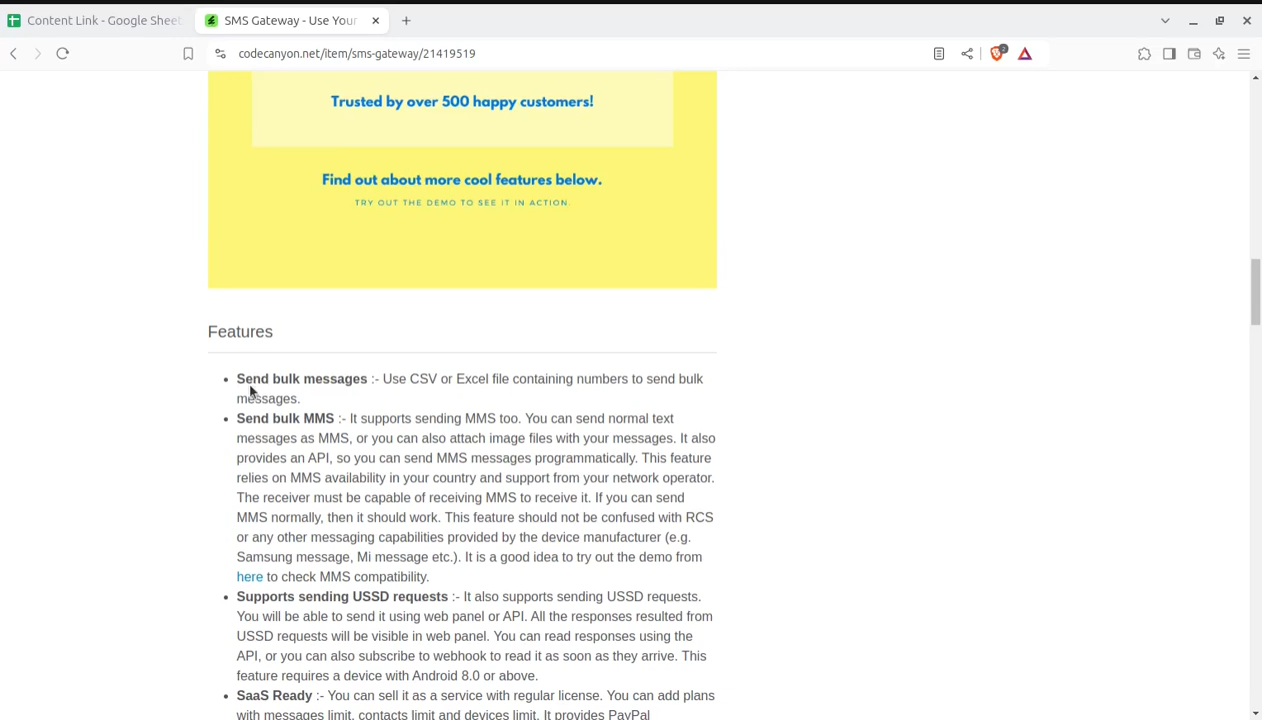 Content Link - Google Sheet
SMS Gateway - Use Your
codecanyon.net/item/sms-gateway/21419519
2
Trusted by over 500 happy customers!
Find out about more cool features below.
TRY OUT THE DEMO TO SEE IT IN ACTION.
Features
Send bulk messages :- Use CSV or Excel file containing numbers to send bulk
messages.
Send bulk MMS :- It supports sending MMS too. You can send normal text
messages as MMS, or you can also attach image files with your messages. It also
provides an API, so you can send MMS messages programmatically. This feature
relies on MMS availability in your country and support from your network operator.
The receiver must be capable of receiving MMS to receive it. If you can send
MMS normally, then it should work. This feature should not be confused with RCS
or any other messaging capabilities provided by the device manufacturer (e.g.
Samsung message, Mi message etc.). It is a good idea to try out the demo from
here to check MMS compatibility.
Supports sending USSD requests :- It also supports sending USSD requests.
You will be able to send it using web panel or API. All the responses resulted from
USSD requests will be visible in web panel. You can read responses using the
API, or you can also subscribe to webhook to read it as soon as they arrive. This
feature requires a device with Android 8.0 or above.
SaaS Ready :- You can sell it as a service with regular license. You can add plans
with messages limit, contacts limit and devices limit. It provides PayPal